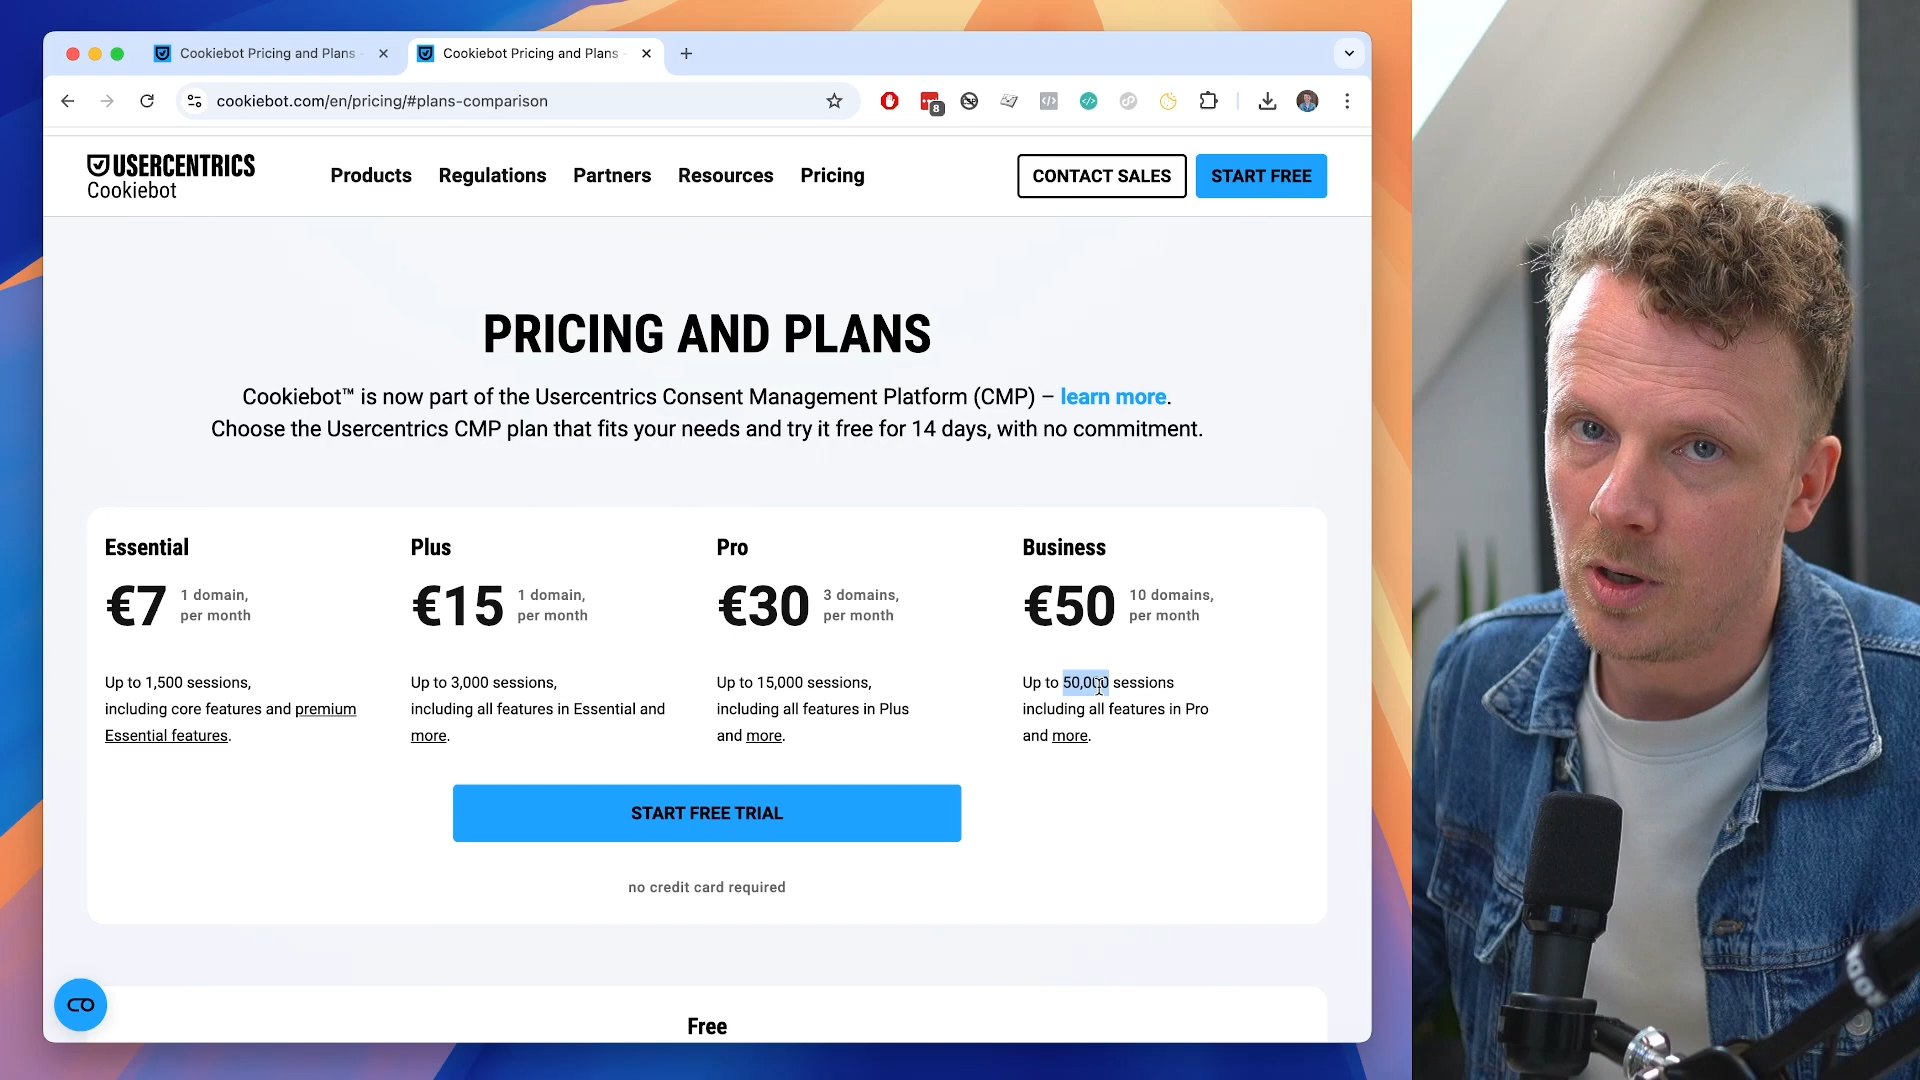 Cookiebot Pricing and Plans
Cookiebot Pricing and Plans
cookiebot.com/en/pricing/#plans-comparison
8
USERCENTRICS
Cookiebot
Products
Regulations
Partners
Resources
Pricing
CONTACT SALES
START FREE
PRICING AND PLANS
Cookiebot™ is now part of the Usercentrics Consent Management Platform (CMP) – learn more.
Choose the Usercentrics CMP plan that fits your needs and try it free for 14 days, with no commitment.
Essential
€7
1 domain,
per month
Up to 1,500 sessions,
including core features and premium
Essential features.
Plus
€15
1 domain,
per month
Up to 3,000 sessions,
including all features in Essential and
more.
Pro
€30
3 domains,
per month
Up to 15,000 sessions,
including all features in Plus
and more.
Business
€50
10 domains,
per month
Up to 50,000 sessions
including all features in Pro
and more.
START FREE TRIAL
no credit card required
Free